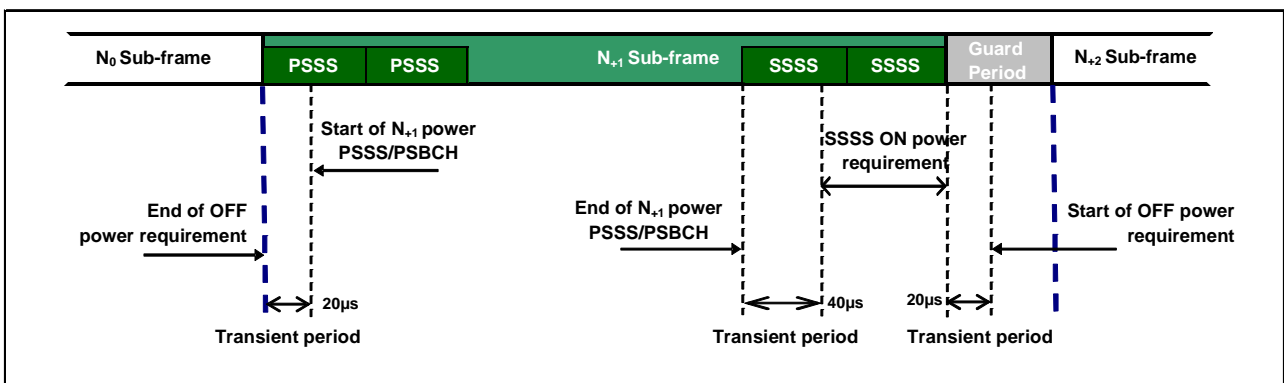 N₀ Sub-frame
PSSS
PSSS
N₊₁ Sub-frame
SSSS
SSSS
Guard
Period
N₊₂ Sub-frame
Start of N₊₁ power
PSSS/PSBCH
SSSS ON power
requirement
End of OFF
power requirement
End of N₊₁ power
PSSS/PSBCH
Start of OFF power
requirement
20µs
40µs
20µs
Transient period
Transient period
Transient period